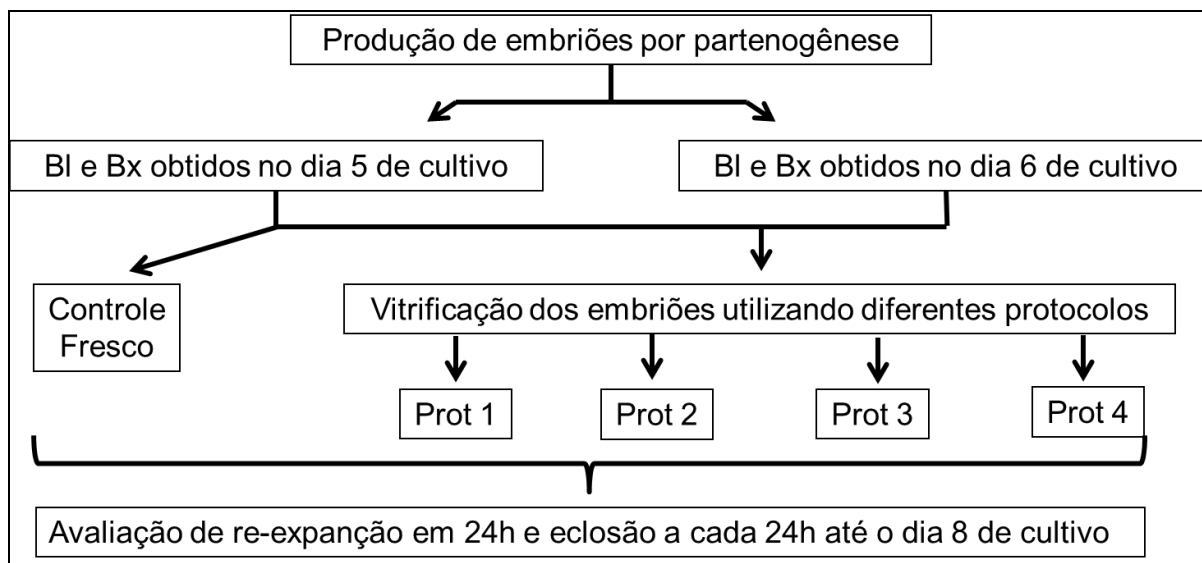 Produção de embriões por partenogênese
Bl e Bx obtidos no dia 5 de cultivo
Bl e Bx obtidos no dia 6 de cultivo
Controle
Fresco
Vitrificação dos embriões utilizando diferentes protocolos
Prot 1
Prot 2
Prot 3
Prot 4
Avaliação de re-expanção em 24h e eclosão a cada 24h até o dia 8 de cultivo